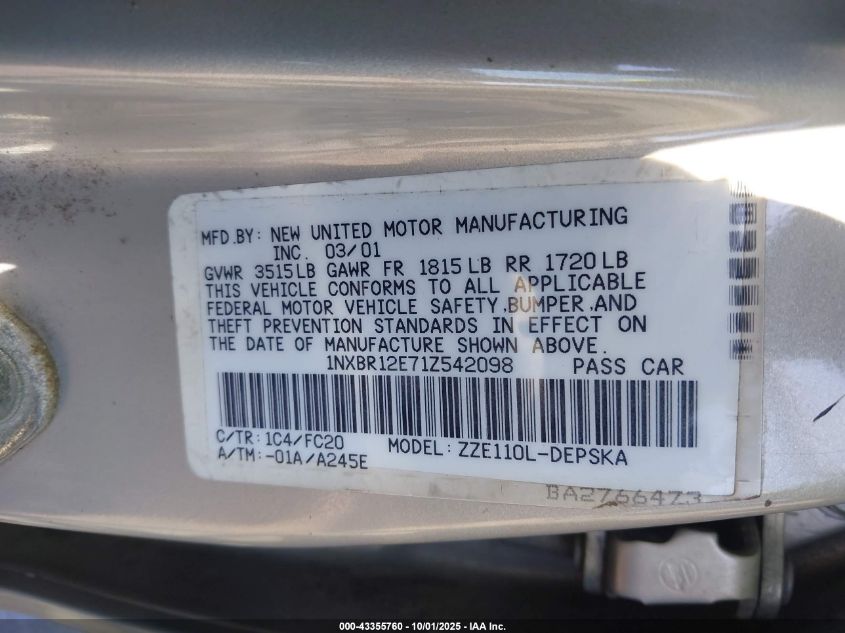 MFD.BY: NEW UNITED MOTOR MANUFACTURING
INC. 03/01
GVWR 3515LB GAWR FR 1815LB RR 1720LB
THIS VEHICLE CONFORMS TO ALL APPLICABLE
FEDERAL MOTOR VEHICLE SAFETY, BUMPER, AND
THEFT PREVENTION STANDARDS IN EFFECT ON
THE DATE OF MANUFACTURE SHOWN ABOVE.
1NXBR12E71Z542098 PASS CAR
C/TR: 1C4/FC20 MODEL: ZZE110L-DEPSKA
A/TM: -01A/A245E
BA2766473
000-43355760 • 10/01/2025 • IAA Inc.